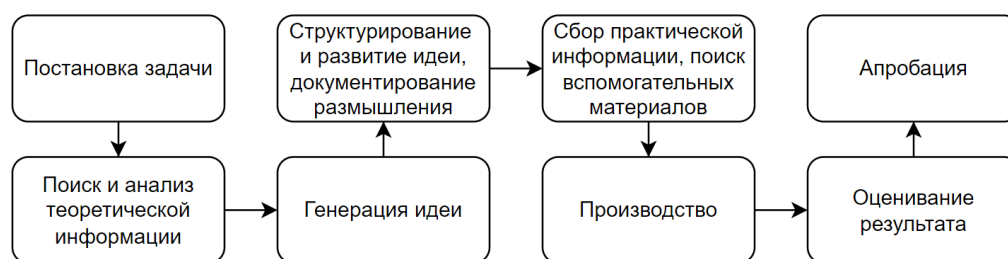 Постановка задачи
Поиск и анализ
теоретической
информации
Генерация идеи
Структурирование
и развитие идеи,
документирование
размышления
Сбор практической
информации, поиск
вспомогательных
материалов
Производство
Оценивание
результата
Апробация